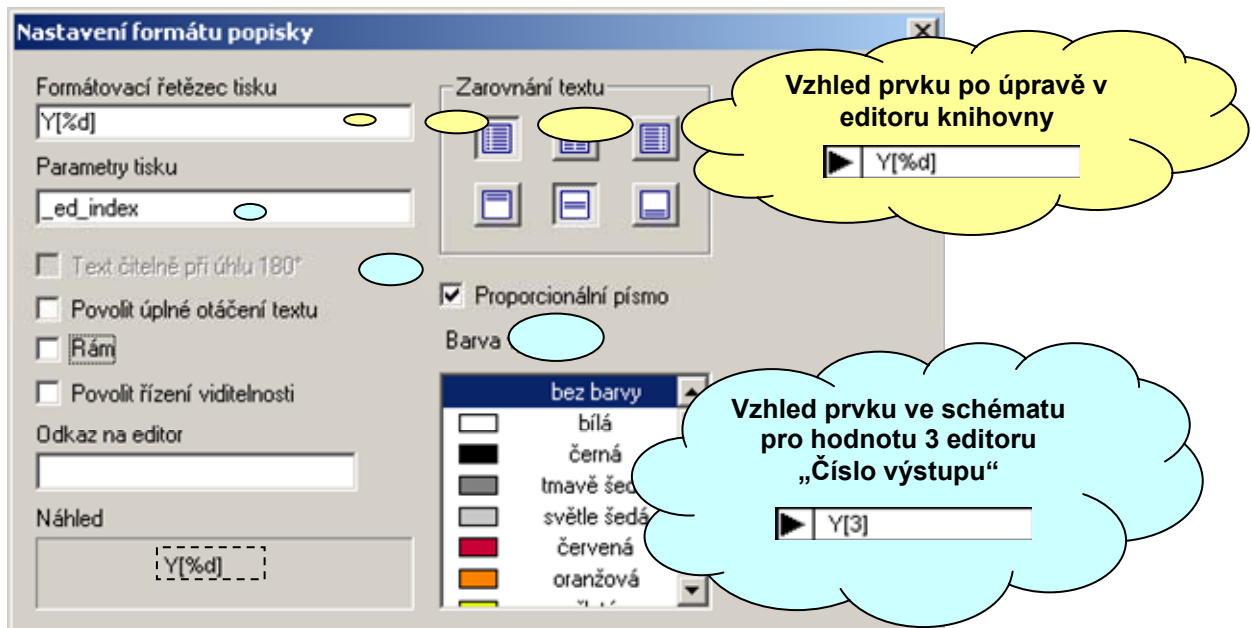 Nastavení formátu popisky
Formátovací řetězec tisku
Y[%d]
Parametry tisku
_ed_index
Text čitelně při úhlu 180°
Povolit úplné otáčení textu
Rám
Povolit řízení viditelnosti
Odkaz na editor
Náhled
Y[%d]
Zarovnání textu
Proporcionální písmo
Barva
bez barvy
bílá
černá
tmavě šedá
světle šedá
červená
oranžová
Vzhled prvku po úpravě v
editoru knihovny
Y[%d]
Vzhled prvku ve schématu
pro hodnotu 3 editoru
„Číslo výstupu“
Y[3]